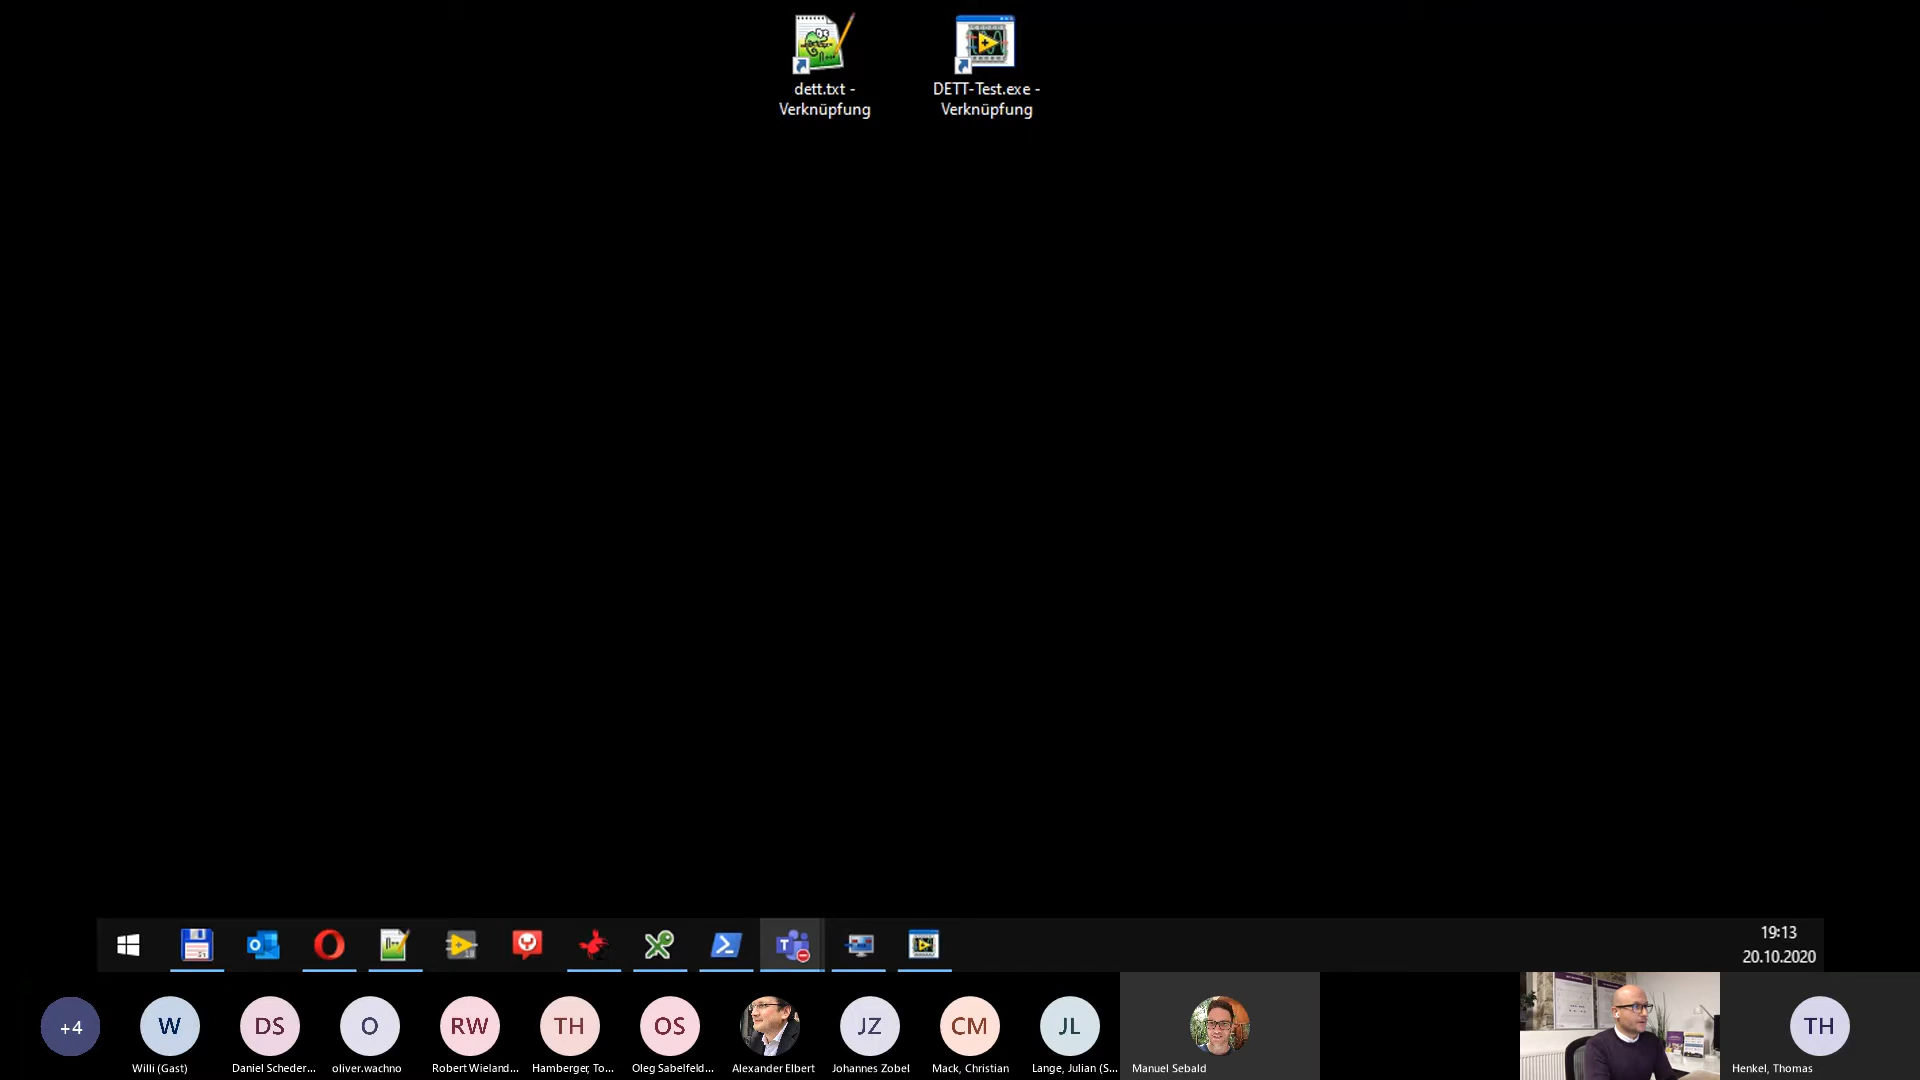 dett.txt -
Verknüpfung
DETT-Test.exe -
Verknüpfung
19:13
20.10.2020
+4
W
DS
O
RW
TH
OS
JZ
CM
JL
TH
Willi (Gast)
Daniel Scheder...
oliver.wachno
Robert Wieland...
Hamberger, To...
Oleg Sabelfeld...
Alexander Elbert
Johannes Zobel
Mack, Christian
Lange, Julian (S...
Manuel Sebald
Henkel, Thomas